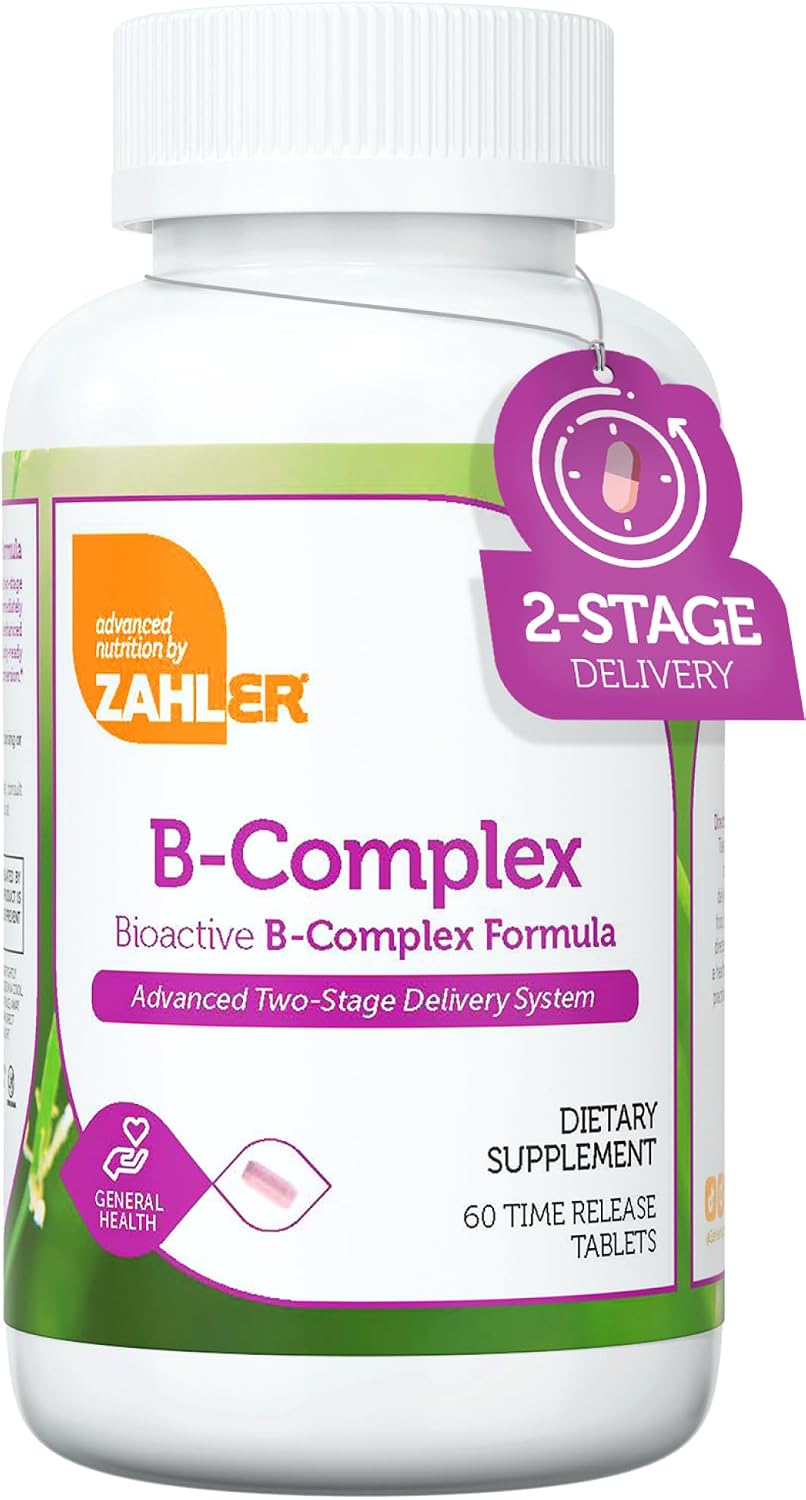 2-STAGE
DELIVERY
advanced
nutrition by
ZAHLER
B-Complex
Bioactive B-Complex Formula
Advanced Two-Stage Delivery System
GENERAL
HEALTH
DIETARY
SUPPLEMENT
60 TIME RELEASE
TABLETS